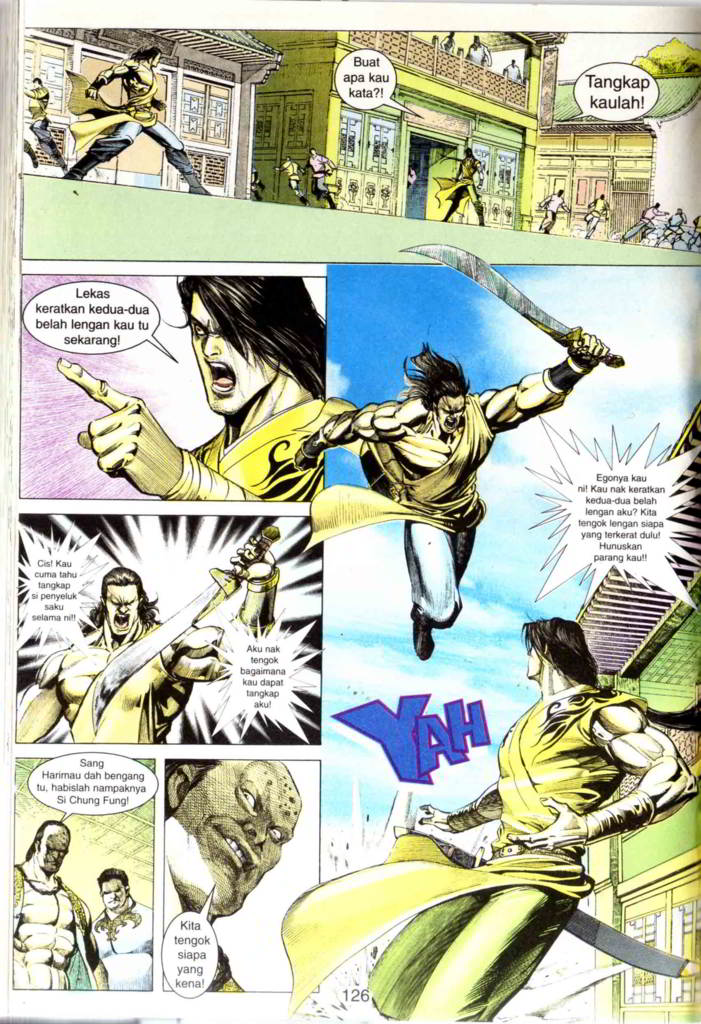 Buat
apa kau
kata?!
Tangkap
kaulah!
Lekas
keratkan kedua-dua
belah lengan kau tu
sekarang!
Egonya kau
ni! Kau nak keratkan
kedua-dua belah
lengan aku? Kita
tengok lengan siapa
yang terkerat dulu!
Hunuskan
parang kau!!
Cis! Kau
cuma tahu
tangkap
si penyeluk
saku
selama ni!!
Aku nak
tengok
bagaimana
kau dapat
tangkap
aku!
YAH
Sang
Harimau dah bengang
tu, habislah nampaknya
Si Chung Fung!
Kita
tengok
siapa
yang
kena!
126